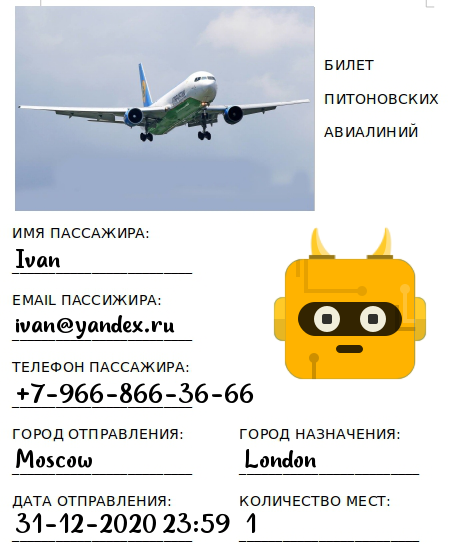 БИЛЕТ
ПИТОНОВСКИХ
АВИАЛИНИЙ
ИМЯ ПАССАЖИРА:
Ivan
EMAIL ПАССИЖИРА:
ivan@yandex.ru
ТЕЛЕФОН ПАССАЖИРА:
+7-966-866-36-66
ГОРОД ОТПРАВЛЕНИЯ: ГОРОД НАЗНАЧЕНИЯ:
Moscow London
ДАТА ОТПРАВЛЕНИЯ: КОЛИЧЕСТВО МЕСТ:
31-12-2020 23:59 1